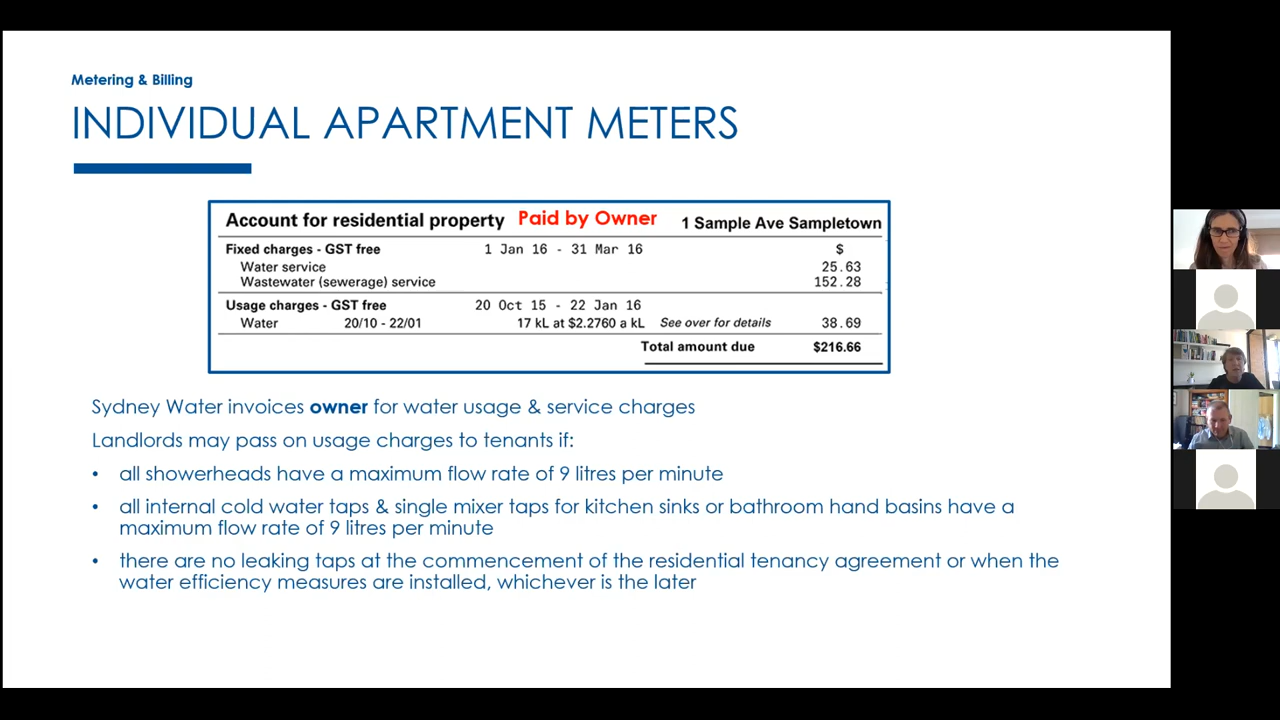 Metering & Billing
INDIVIDUAL APARTMENT METERS
Account for residential property Paid by Owner 1 Sample Ave Sampletown
Fixed charges - GST free 1 Jan 16 - 31 Mar 16 $
Water service 25.63
Wastewater (sewerage) service 152.28
Usage charges - GST free 20 Oct 15 - 22 Jan 16
Water 20/10 - 22/01 17 kL at $2.2760 a kL See over for details 38.69
Total amount due $216.66
Sydney Water invoices owner for water usage & service charges
Landlords may pass on usage charges to tenants if:
• all showerheads have a maximum flow rate of 9 litres per minute
• all internal cold water taps & single mixer taps for kitchen sinks or bathroom hand basins have a
maximum flow rate of 9 litres per minute
• there are no leaking taps at the commencement of the residential tenancy agreement or when the
water efficiency measures are installed, whichever is the later